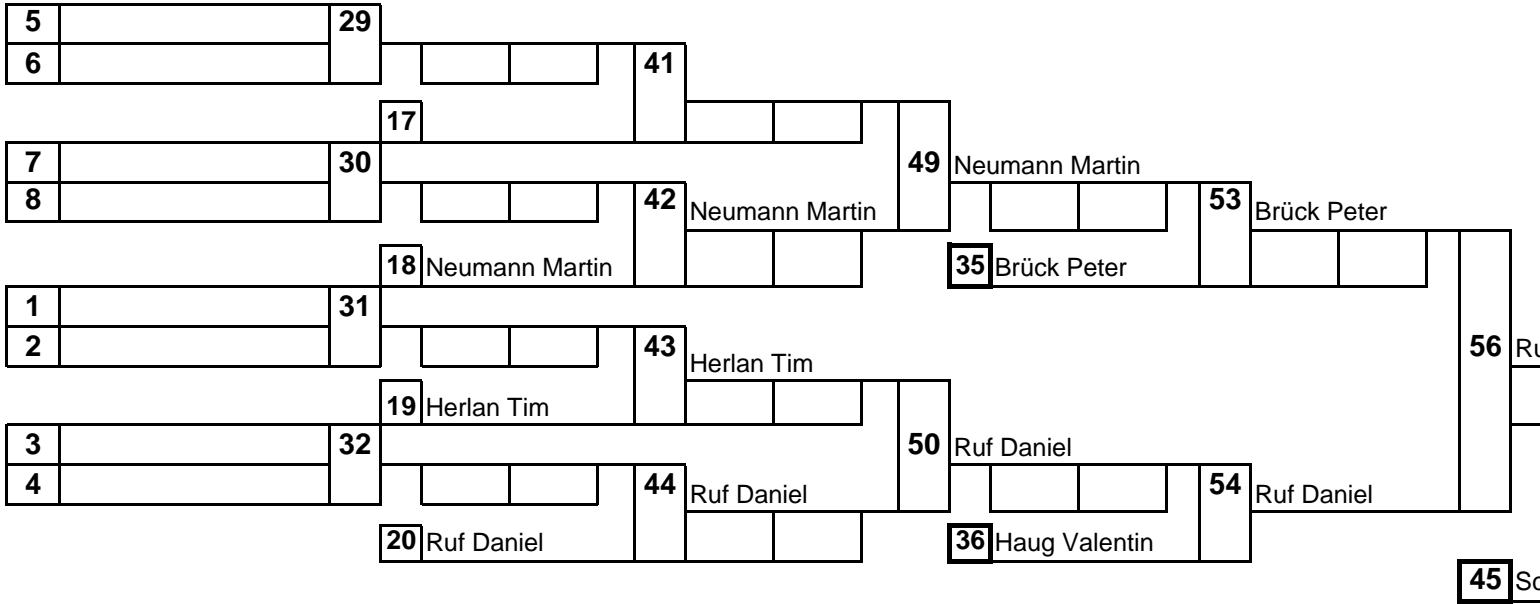 5 29
6 41
17
7 30 49 Neumann Martin
8 42 Neumann Martin 53 Brück Peter
18 Neumann Martin 35 Brück Peter
1 31
2 43 Herlan Tim 56 Ru
19 Herlan Tim
3 32 50 Ruf Daniel
4 44 Ruf Daniel 54 Ruf Daniel
20 Ruf Daniel 36 Haug Valentin
45